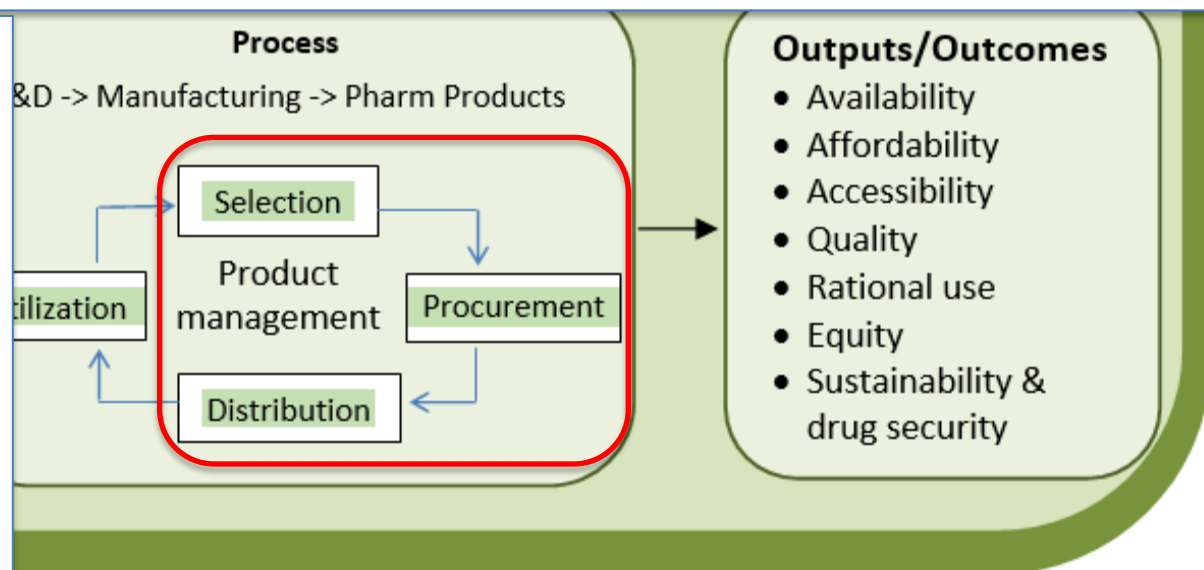 Process
&D -> Manufacturing -> Pharm Products
Selection
Product
management
Procurement
tilization
Distribution
Outputs/Outcomes
• Availability
• Affordability
• Accessibility
• Quality
• Rational use
• Equity
• Sustainability &
drug security